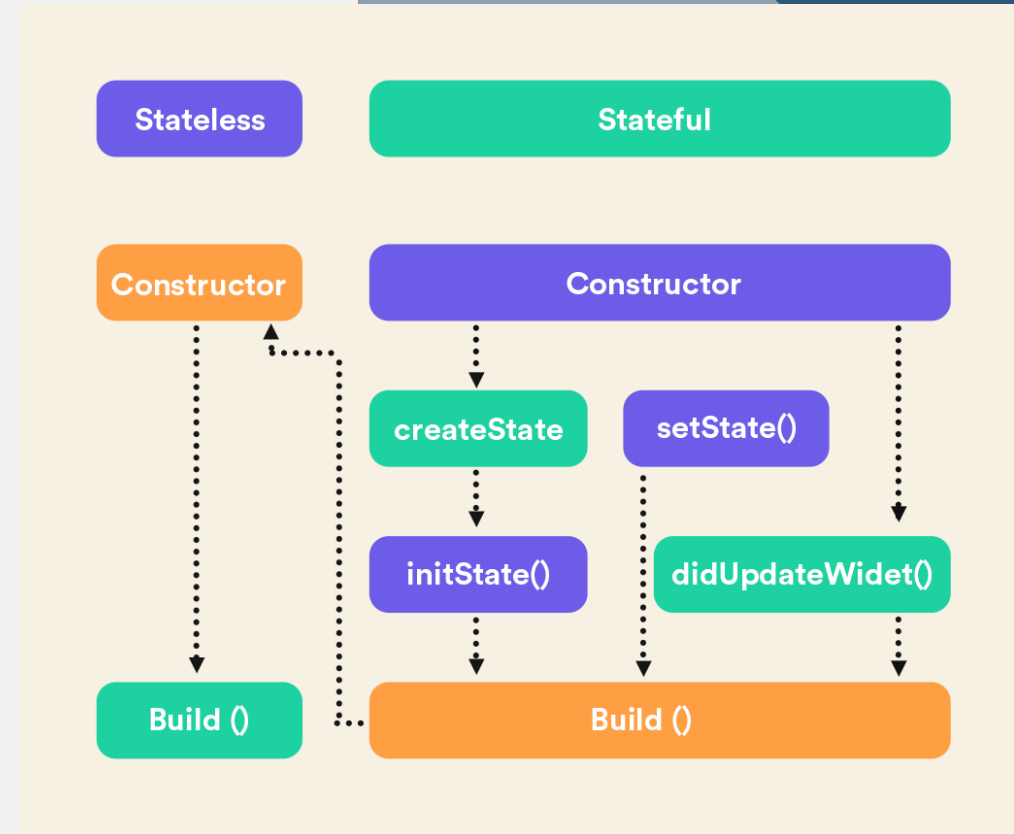 Stateless
Stateful
Constructor
Constructor
createState
setState()
initState()
didUpdateWidet()
Build ()
Build ()